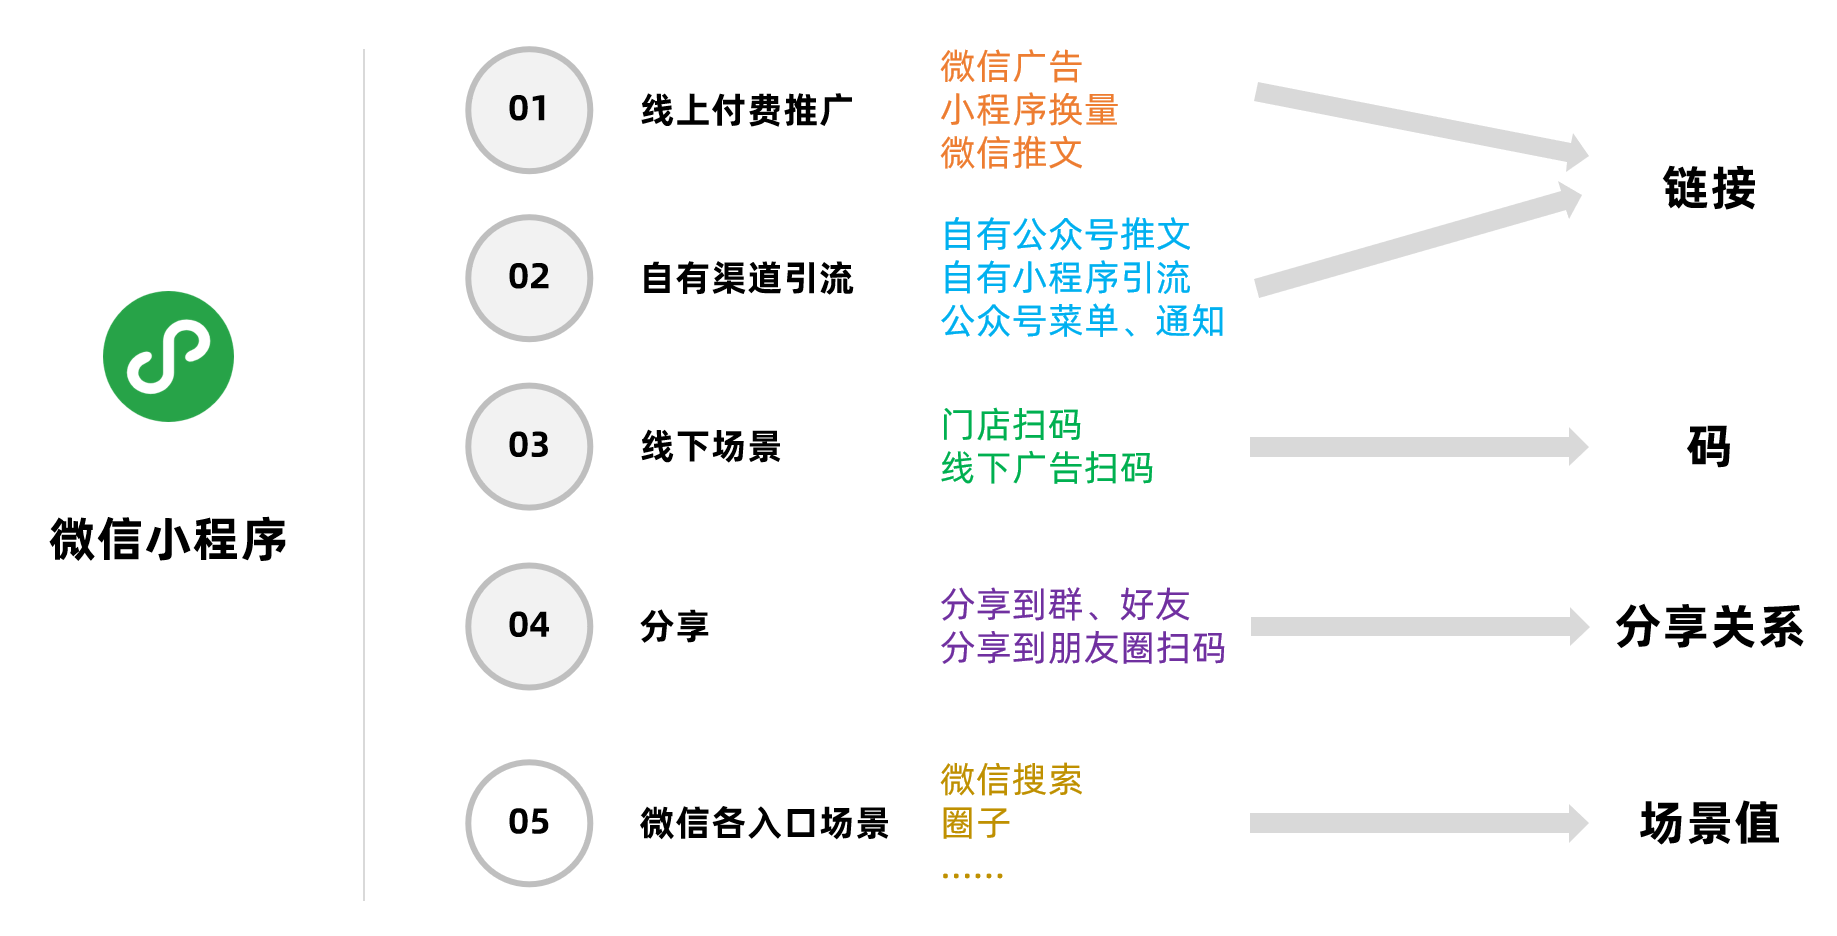 微信小程序
01
线上付费推广
微信广告
小程序换量
微信推文
02
自有渠道引流
自有公众号推文
自有小程序引流
公众号菜单、通知
链接
03
线下场景
门店扫码
线下广告扫码
码
04
分享
分享到群、好友
分享到朋友圈扫码
分享关系
05
微信各入口场景
微信搜索
圈子
……
场景值